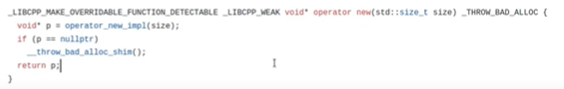 _LIBCPP_MAKE_OVERRIDABLE_FUNCTION_DETECTABLE _LIBCPP_WEAK void* operator new(std::size_t size) _THROW_BAD_ALLOC {
void* p = operator_new_impl(size);
if (p == nullptr)
__throw_bad_alloc_shim();
return p;
}